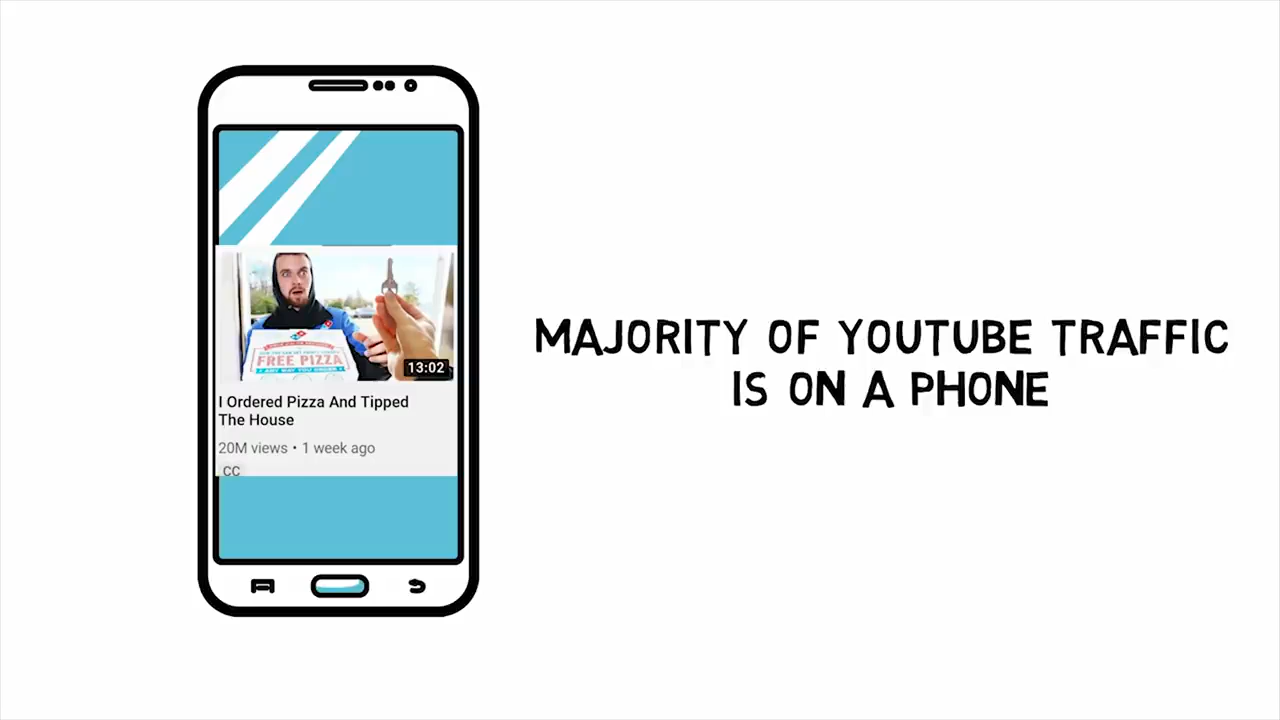 FREE PIZZA
13:02
I Ordered Pizza And Tipped
The House
20M views • 1 week ago
CC
MAJORITY OF YOUTUBE TRAFFIC
IS ON A PHONE